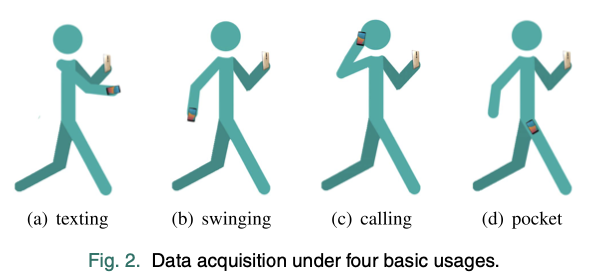 (a) texting (b) swinging (c) calling (d) pocket
Fig. 2. Data acquisition under four basic usages.